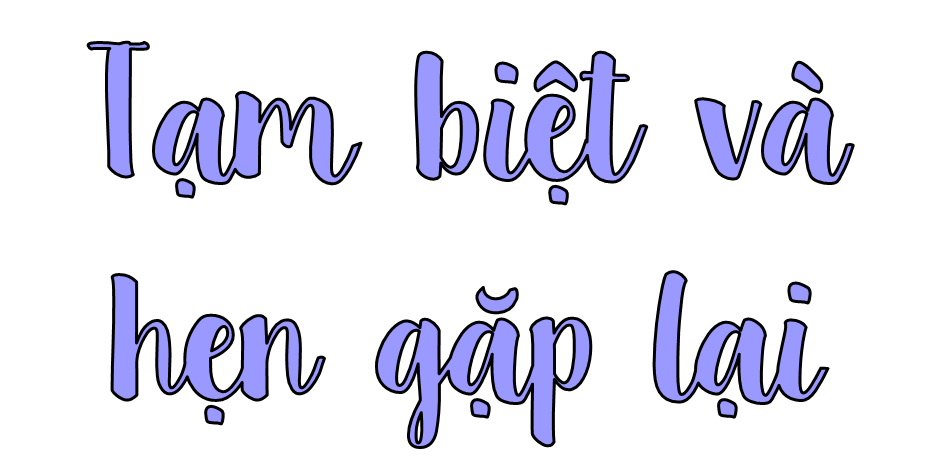 Tạm biệt và
hẹn gặp lại